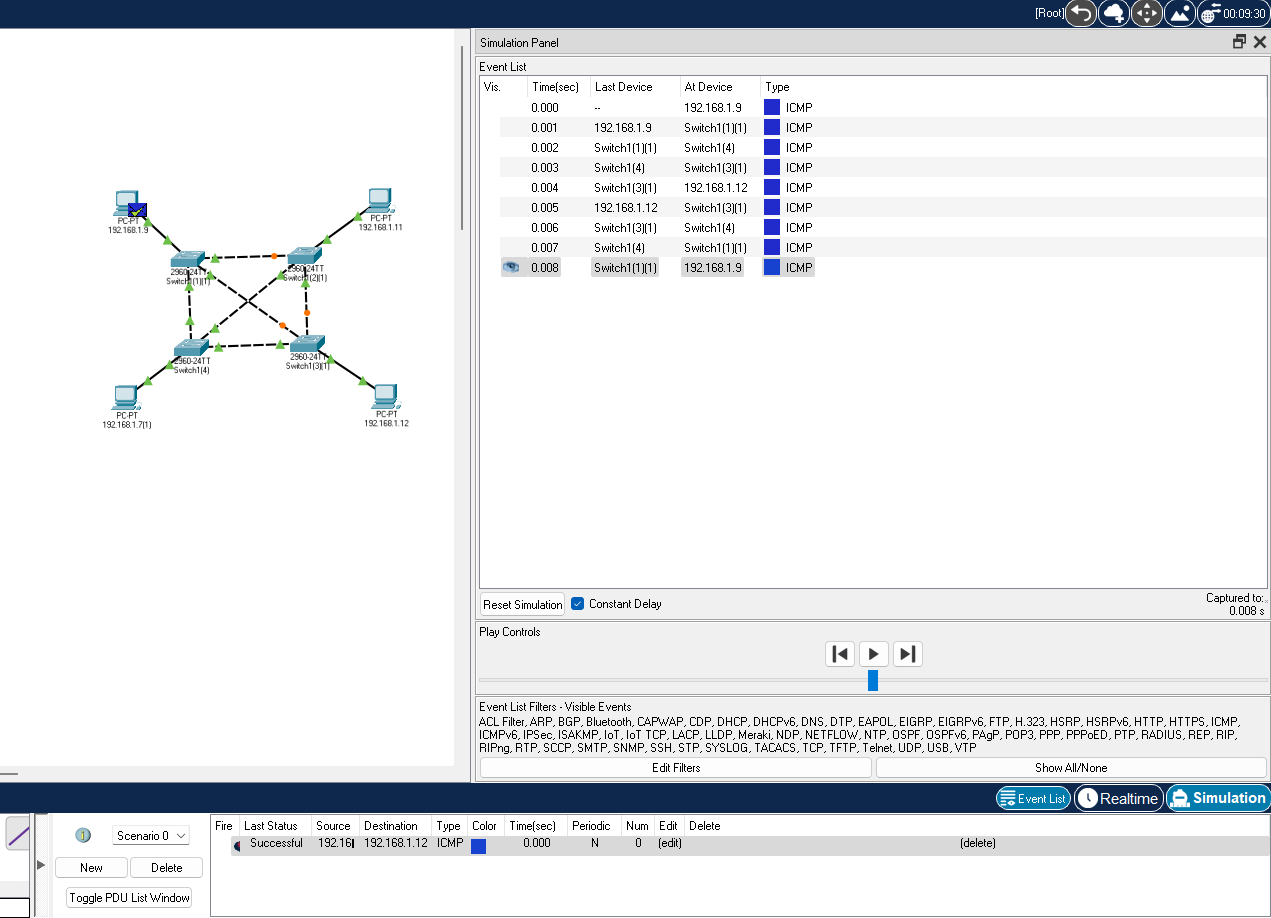 [Root] 00:09:30
Simulation Panel
Event List
Vis. Time(sec) Last Device At Device Type
0.000 -- 192.168.1.9 ICMP
0.001 192.168.1.9 Switch1(1)(1) ICMP
0.002 Switch1(1)(1) Switch1(4) ICMP
0.003 Switch1(4) Switch1(3)(1) ICMP
0.004 Switch1(3)(1) 192.168.1.12 ICMP
0.005 192.168.1.12 Switch1(3)(1) ICMP
0.006 Switch1(3)(1) Switch1(4) ICMP
0.007 Switch1(4) Switch1(1)(1) ICMP
0.008 Switch1(1)(1) 192.168.1.9 ICMP
PC-PT
192.168.1.9
PC-PT
192.168.1.11
2960-24TT
Switch1(1)(1)
2960-24TT
Switch1(2)(1)
2960-24TT
Switch1(4)
2960-24TT
Switch1(3)(1)
PC-PT
192.168.1.7(1)
PC-PT
192.168.1.12
Reset Simulation Constant Delay
Captured to:
0.008 s
Play Controls
Event List Filters - Visible Events
ACL Filter, ARP, BGP, Bluetooth, CAPWAP, CDP, DHCP, DHCPv6, DNS, DTP, EAPOL, EIGRP, EIGRPv6, FTP, H.323, HSRP, HSRPv6, HTTP, HTTPS, ICMP,
ICMPv6, IPSec, ISAKMP, IoT, IoT TCP, LACP, LLDP, Meraki, NDP, NETFLOW, NTP, OSPF, OSPFv6, PAgP, POP3, PPP, PPPoED, PTP, RADIUS, REP, RIP,
RIPng, RTP, SCCP, SMTP, SNMP, SSH, STP, SYSLOG, TACACS, TCP, TFTP, Telnet, UDP, USB, VTP
Edit Filters Show All/None
Event List Realtime Simulation
1 Scenario 0
New Delete
Toggle PDU List Window
Fire Last Status Source Destination Type Color Time(sec) Periodic Num Edit Delete
Successful 192.16 192.168.1.12 ICMP 0.000 N 0 (edit) (delete)